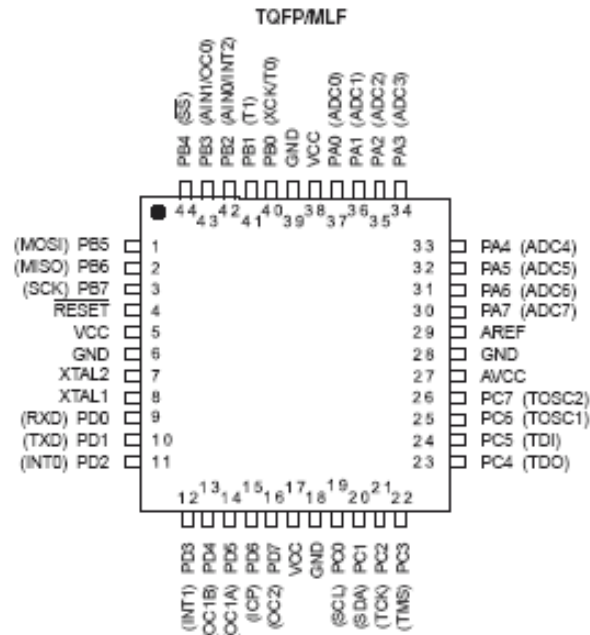 TQFP/MLF
PB4 (SS)
PB3 (AIN1/OC0)
PB2 (AIN0/INT2)
PB1 (T1)
PB0 (XCK/T0)
GND
VCC
PA0 (ADC0)
PA1 (ADC1)
PA2 (ADC2)
PA3 (ADC3)
44 43 42 41 40 39 38 37 36 35 34
(MOSI) PB5 1
(MISO) PB6 2
(SCK) PB7 3
RESET 4
VCC 5
GND 6
XTAL2 7
XTAL1 8
(RXD) PD0 9
(TXD) PD1 10
(INT0) PD2 11
33 PA4 (ADC4)
32 PA5 (ADC5)
31 PA6 (ADC6)
30 PA7 (ADC7)
29 AREF
28 GND
27 AVCC
26 PC7 (TOSC2)
25 PC6 (TOSC1)
24 PC5 (TDI)
23 PC4 (TDO)
12 13 14 15 16 17 18 19 20 21 22
(INT1) PD3
OC1B) PD4
OC1A) PD5
(ICP) PD6
(OC2) PD7
VCC
GND
(SCL) PC0
(SDA) PC1
(TCK) PC2
(TMS) PC3